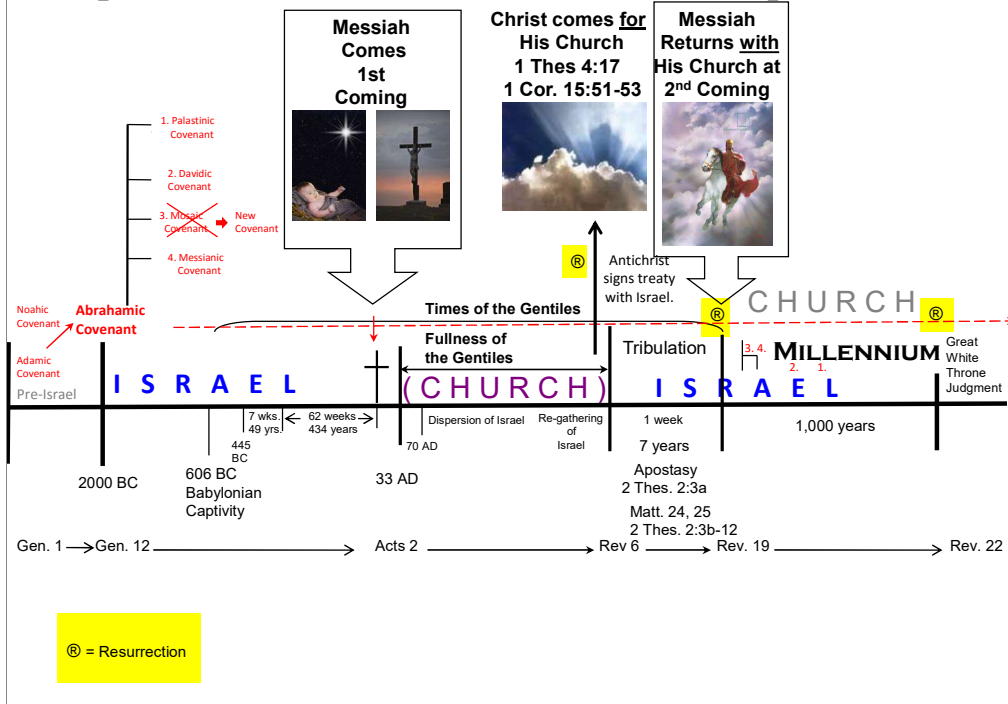 Messiah
Comes
1st
Coming
Christ comes for
His Church
1 Thes 4:17
1 Cor. 15:51-53
Messiah
Returns with
His Church at
2nd Coming
1. Palastinic
Covenant
2. Davidic
Covenant
3. Mosaic
Covenant
New
Covenant
4. Messianic
Covenant
Noahic
Covenant
Abrahamic
Covenant
Adamic
Covenant
Pre-Israel
®
Antichrist
signs treaty
with Israel.
®
CHURCH
®
Times of the Gentiles
Fullness of
the Gentiles
Tribulation
3. 4.
MILLENNIUM
2. 1.
Great
White
Throne
Judgment
ISRAEL
(CHURCH)
ISRAEL
7 wks.
49 yrs.
62 weeks
434 years
445
BC
606 BC
Babylonian
Captivity
2000 BC
33 AD
70 AD
Dispersion of Israel
Re-gathering
of
Israel
1 week
7 years
1,000 years
Apostasy
2 Thes. 2:3a
Matt. 24, 25
2 Thes. 2:3b-12
Gen. 1
Gen. 12
Acts 2
Rev 6
Rev. 19
Rev. 22
® = Resurrection